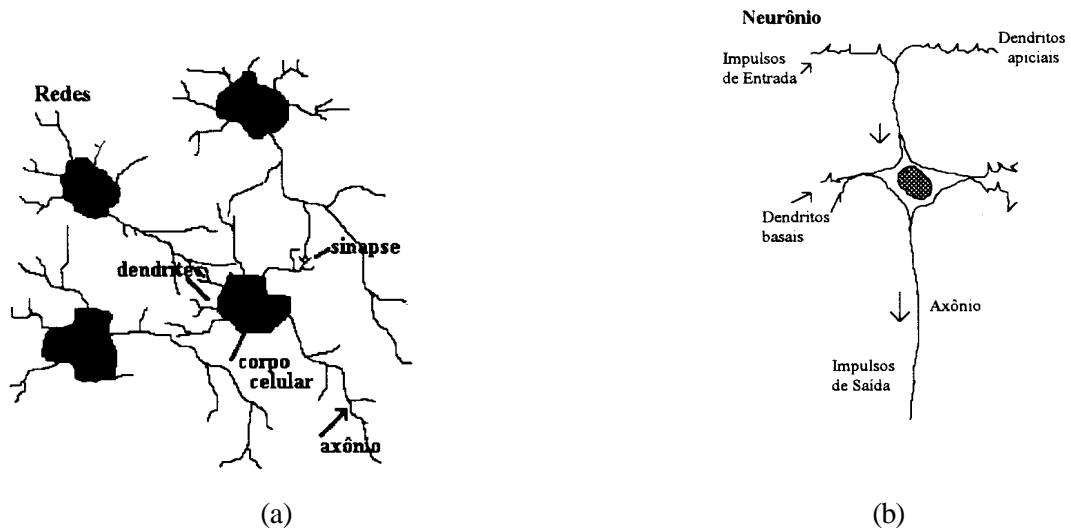 Redes
dendrites
sinapse
corpo
celular
axônio
(a)
Neurônio
Impulsos
de Entrada
Dendritos
apiciais
Dendritos
basais
Axônio
Impulsos
de Saída
(b)